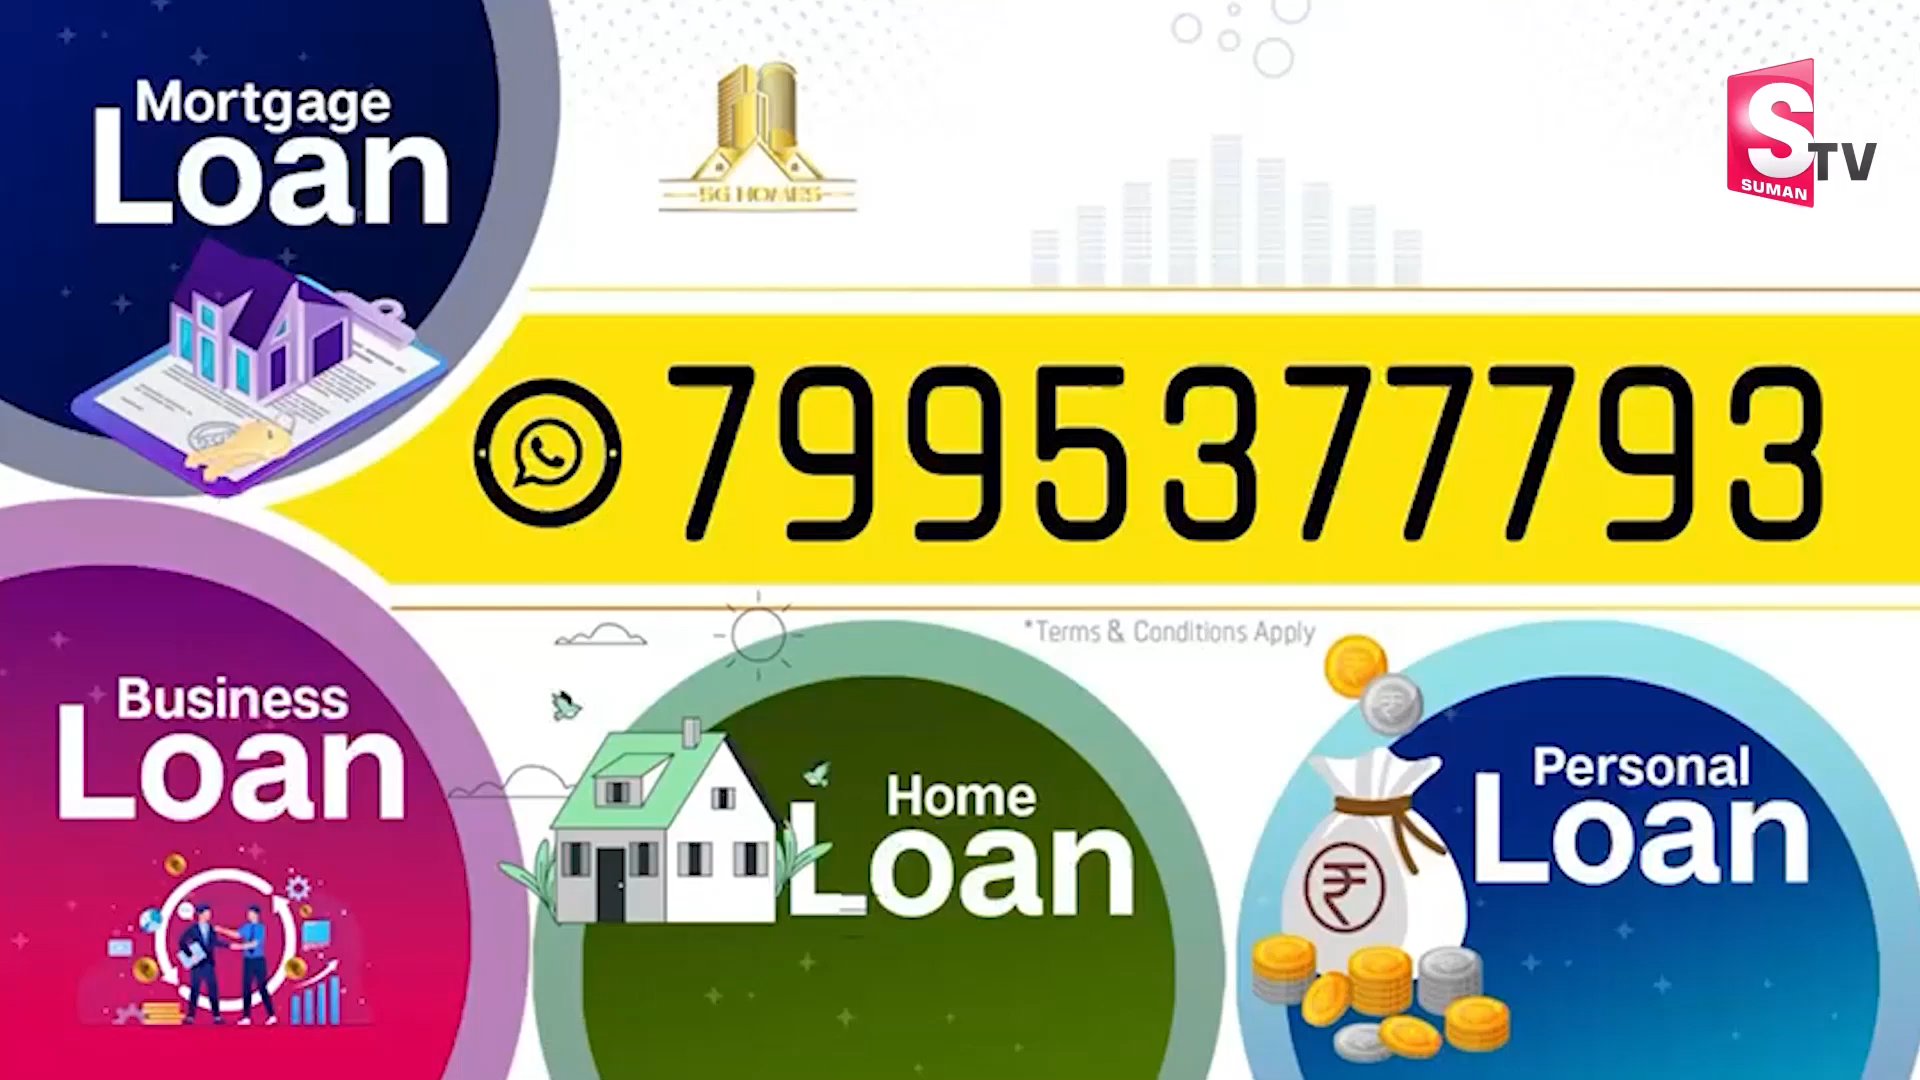 Mortgage
Loan
SG HOMES
S
TV
SUMAN
7995377793
*Terms & Conditions Apply
Business
Loan
Home
Loan
Personal
Loan